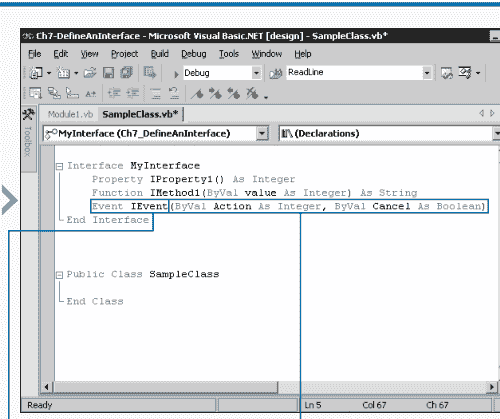 Ch7-DefineAnInterface - Microsoft Visual Basic.NET [design] - SampleClass.vb*
File Edit View Project Build Debug Tools Window Help
Debug ReadLine
Module1.vb SampleClass.vb*
Toolbox
MyInterface (Ch7_DefineAnInterface) (Declarations)
Interface MyInterface
Property IProperty1() As Integer
Function IMethod1(ByVal value As Integer) As String
Event IEvent(ByVal Action As Integer, ByVal Cancel As Boolean)
End Interface
Public Class SampleClass
End Class
Ready Ln 5 Col 67 Ch 67